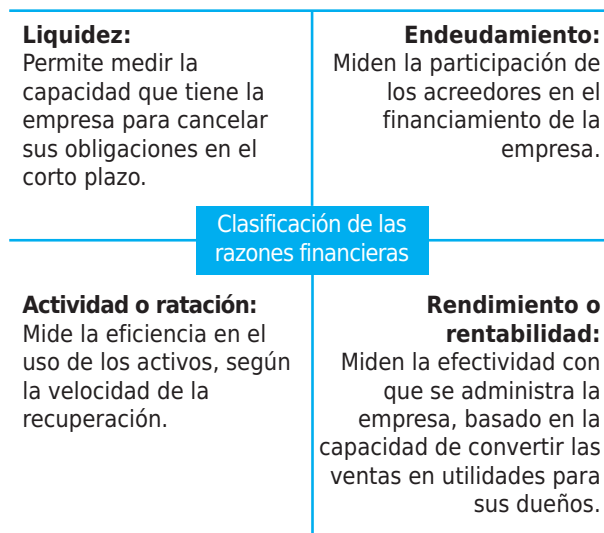 Liquidez:
Permite medir la
capacidad que tiene la
empresa para cancelar
sus obligaciones en el
corto plazo.
Endeudamiento:
Miden la participación de
los acreedores en el
financiamiento de la
empresa.
Clasificación de las
razones financieras
Actividad o ratación:
Mide la eficiencia en el
uso de los activos, según
la velocidad de la
recuperación.
Rendimiento o
rentabilidad:
Miden la efectividad con
que se administra la
empresa, basado en la
capacidad de convertir las
ventas en utilidades para
sus dueños.